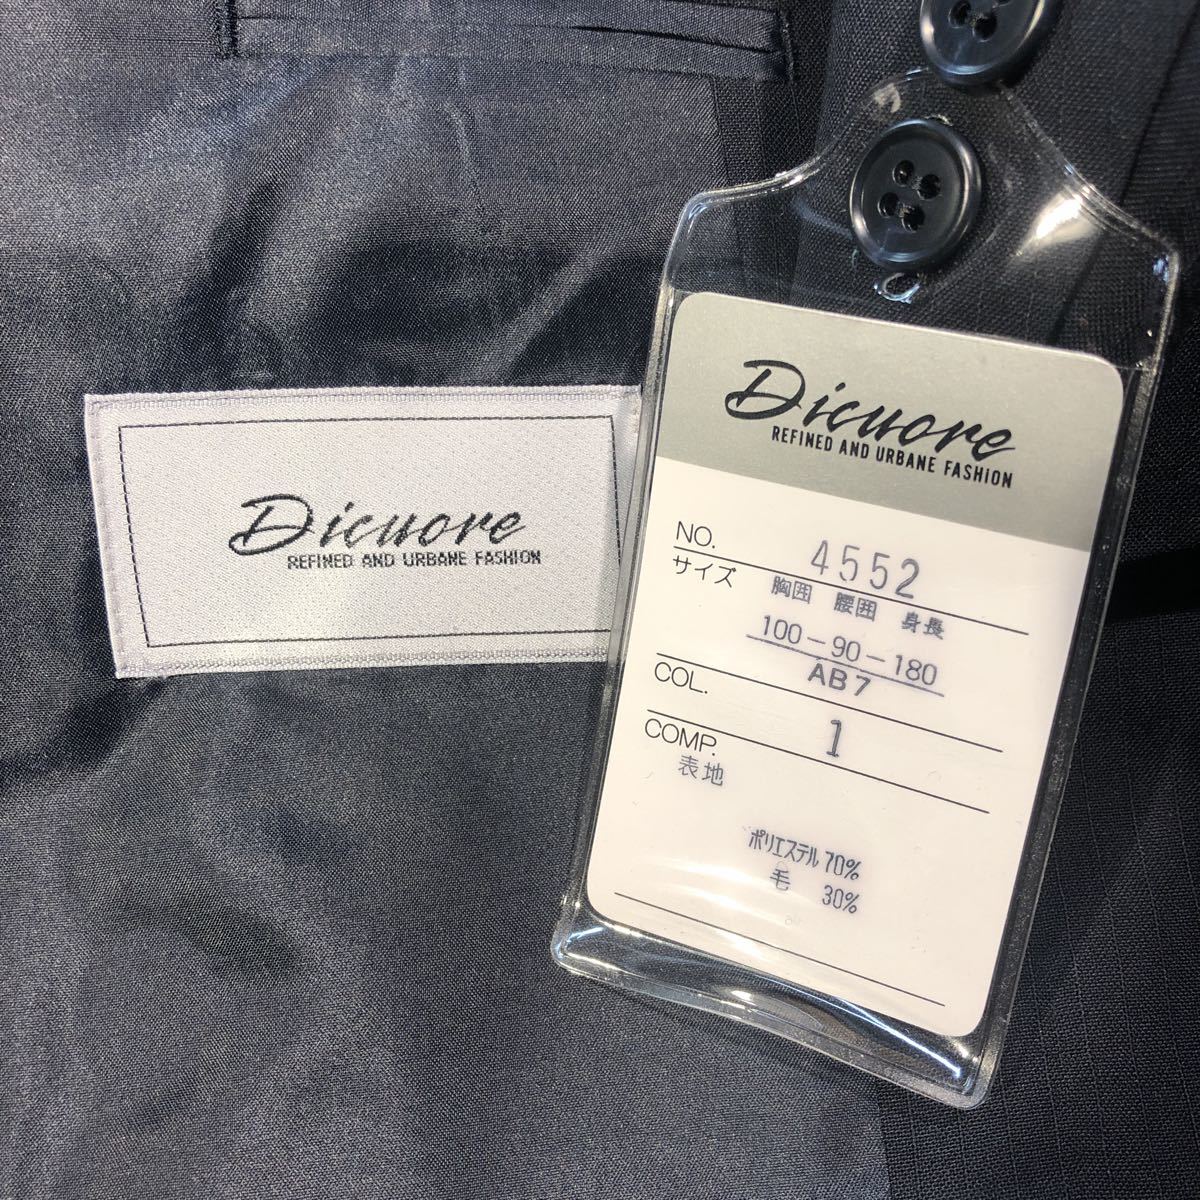 Dicuore
REFINED AND URBANE FASHION
Dicuore
REFINED AND URBANE FASHION
NO. 4552
サイズ 胸囲 腰囲 身長
100-90-180
AB7
COL. 1
COMP.
表地
ポリエステル 70%
毛 30%